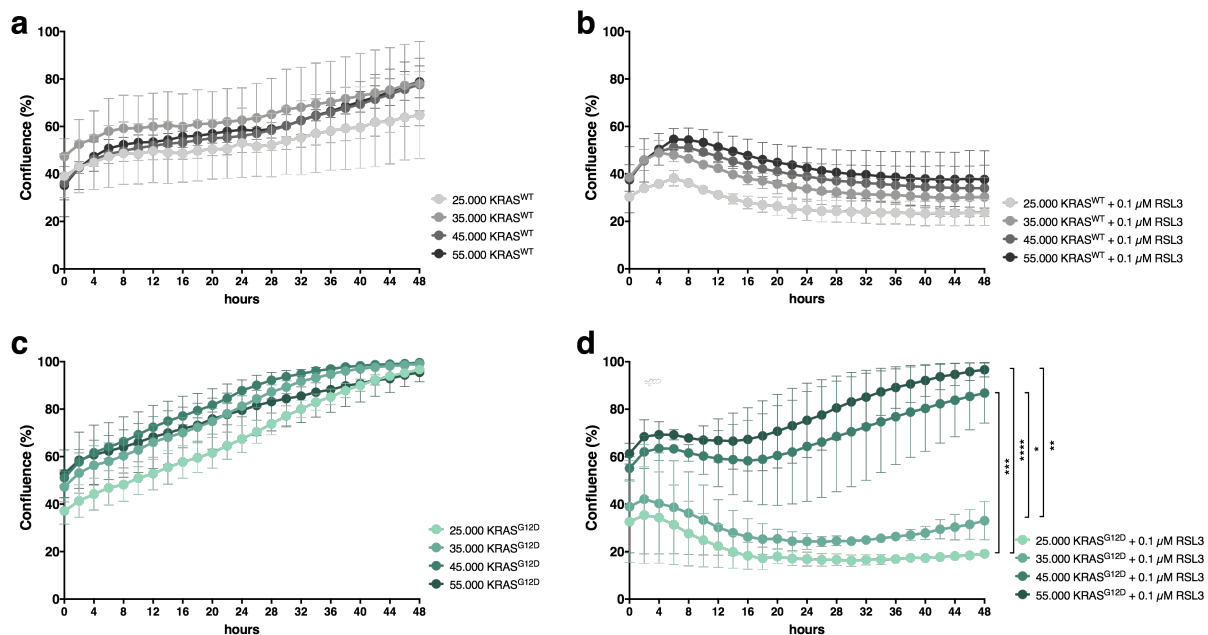 a
100
80
60
40
20
0
Confluence (%)
0 4 8 12 16 20 24 28 32 36 40 44 48
hours
25.000 KRASᵂᵀ
35.000 KRASᵂᵀ
45.000 KRASᵂᵀ
55.000 KRASᵂᵀ
b
100
80
60
40
20
0
Confluence (%)
0 4 8 12 16 20 24 28 32 36 40 44 48
hours
25.000 KRASᵂᵀ + 0.1 µM RSL3
35.000 KRASᵂᵀ + 0.1 µM RSL3
45.000 KRASᵂᵀ + 0.1 µM RSL3
55.000 KRASᵂᵀ + 0.1 µM RSL3
c
100
80
60
40
20
0
Confluence (%)
0 4 8 12 16 20 24 28 32 36 40 44 48
hours
25.000 KRASᴳ¹²ᴰ
35.000 KRASᴳ¹²ᴰ
45.000 KRASᴳ¹²ᴰ
55.000 KRASᴳ¹²ᴰ
d
100
80
60
40
20
0
Confluence (%)
0 4 8 12 16 20 24 28 32 36 40 44 48
hours
***
****
*
**
25.000 KRASᴳ¹²ᴰ + 0.1 µM RSL3
35.000 KRASᴳ¹²ᴰ + 0.1 µM RSL3
45.000 KRASᴳ¹²ᴰ + 0.1 µM RSL3
55.000 KRASᴳ¹²ᴰ + 0.1 µM RSL3